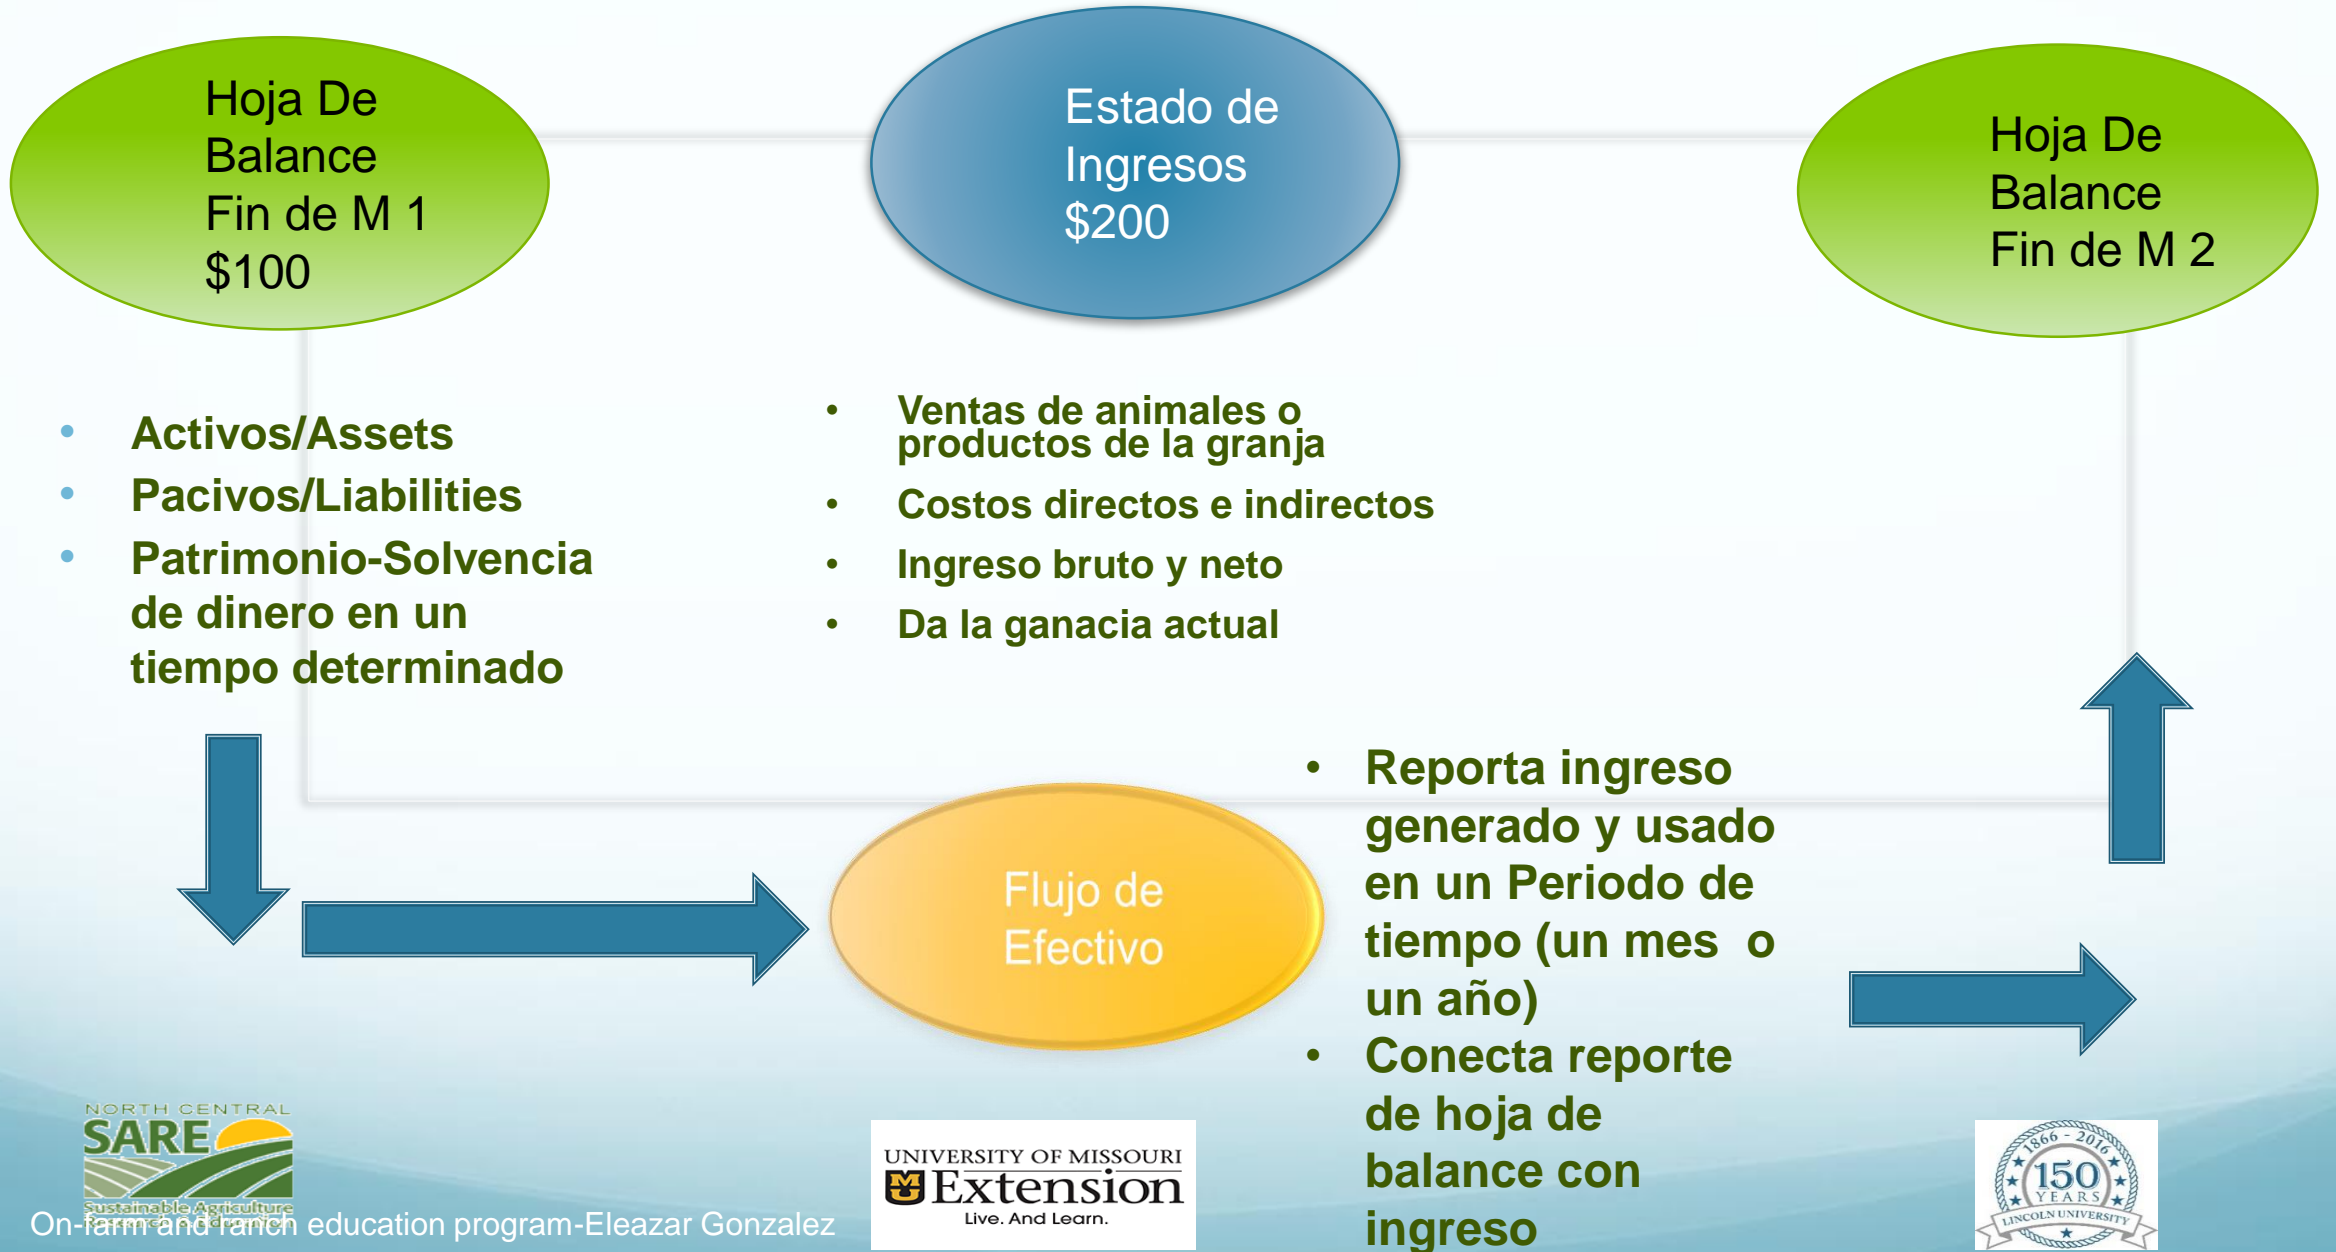 Hoja De
Balance
Fin de M 1
$100
Estado de
Ingresos
$200
Hoja De
Balance
Fin de M 2
• Activos/Assets
• Pacivos/Liabilities
• Patrimonio-Solvencia
de dinero en un
tiempo determinado
• Ventas de animales o
productos de la granja
• Costos directos e indirectos
• Ingreso bruto y neto
• Da la ganacia actual
Flujo de
Efectivo
• Reporta ingreso
generado y usado
en un Periodo de
tiempo (un mes o
un año)
• Conecta reporte
de hoja de
balance con
ingreso
NORTH CENTRAL
SARE
Sustainable Agriculture
Research & Education
On-farm and ranch education program-Eleazar Gonzalez
UNIVERSITY OF MISSOURI
Extension
Live. And Learn.
1866 - 2016
150
YEARS
LINCOLN UNIVERSITY